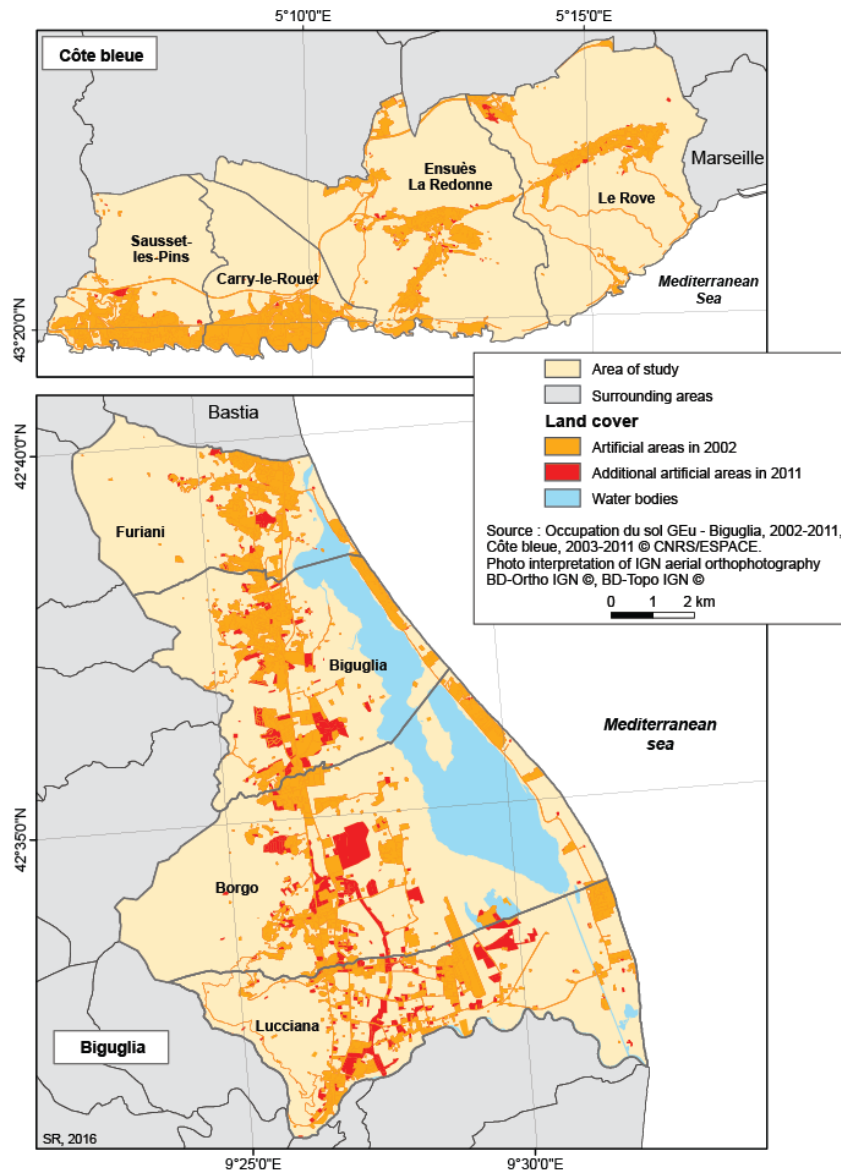 5°10'0"E
5°15'0"E
Côte bleue
Marseille
Ensuès
La Redonne
Le Rove
Sausset-
les-Pins
Carry-le-Rouet
Mediterranean
Sea
43°20'0"N
Area of study
Surrounding areas
Land cover
Artificial areas in 2002
Additional artificial areas in 2011
Water bodies
Source : Occupation du sol GEu - Biguglia, 2002-2011,
Côte bleue, 2003-2011 © CNRS/ESPACE.
Photo interpretation of IGN aerial orthophotography
BD-Ortho IGN ©, BD-Topo IGN ©
0 1 2 km
Bastia
42°40'0"N
Furiani
Biguglia
Mediterranean
sea
42°35'0"N
Borgo
Lucciana
Biguglia
SR, 2016
9°25'0"E
9°30'0"E